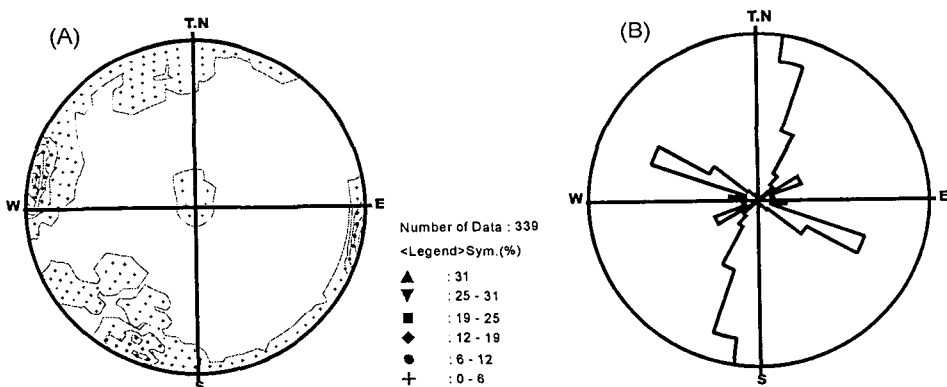 (A)
T.N
W
E
S
Number of Data : 339
<Legend>Sym.(%)
▲ : 31
▼ : 25 - 31
■ : 19 - 25
◆ : 12 - 19
● : 6 - 12
+ : 0 - 6
(B)
T.N
W
E
S